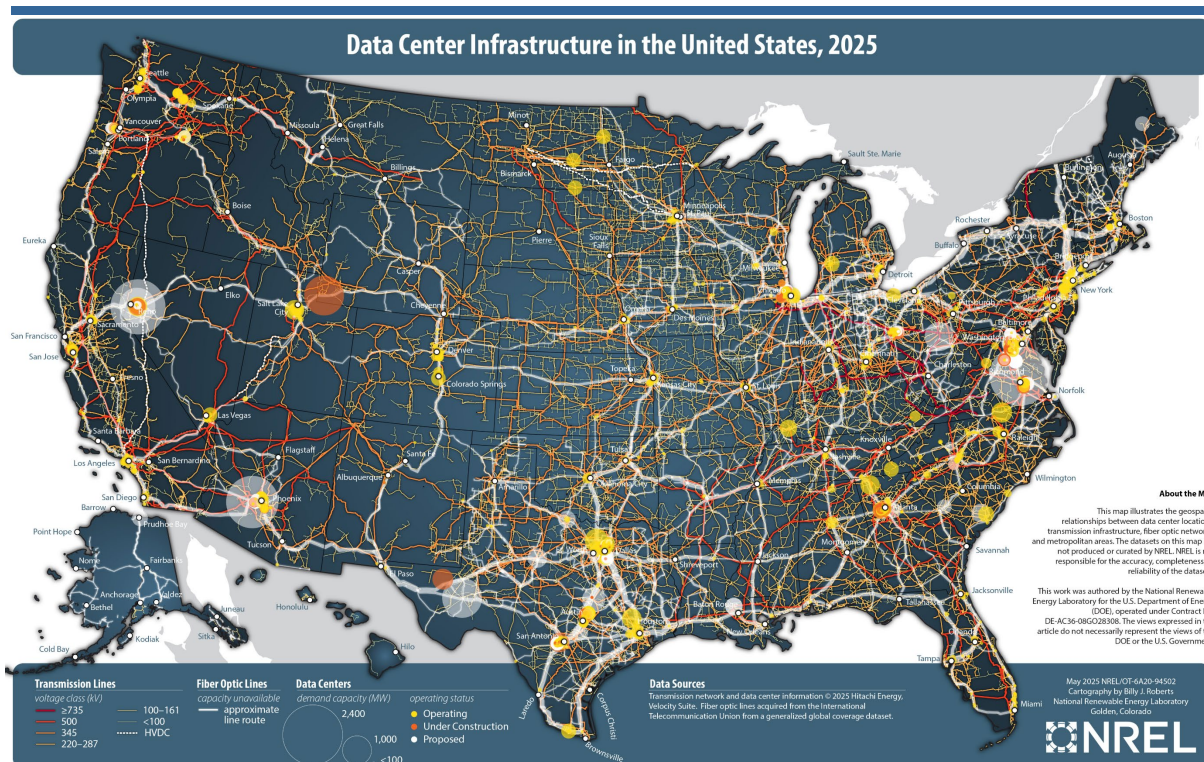 Data Center Infrastructure in the United States, 2025
Seattle
Olympia
Spokane
Vancouver
Portland
Missoula
Great Falls
Helena
Billings
Minot
Bismarck
Fargo
Sault Ste. Marie
Minneapolis
Boise
Pierre
Sioux
Falls
Rochester
Buffalo
Syracuse
Boston
Eureka
Casper
Cheyenne
Elko
Salt Lake
City
Milwaukee
Detroit
New York
Des Moines
Pittsburgh
Sacramento
San Francisco
San Jose
Fresno
Denver
Colorado Springs
Topeka
Kansas City
St. Louis
Indianapolis
Baltimore
Washington
Charleston
Richmond
Norfolk
Las Vegas
Santa Barbara
Los Angeles
San Bernardino
Flagstaff
Santa Fe
Albuquerque
Amarillo
Tulsa
Oklahoma City
Knoxville
Nashville
Memphis
Raleigh
Wilmington
Columbia
San Diego
Phoenix
Tucson
El Paso
Atlanta
Montgomery
Savannah
Jackson
Shreveport
Barrow
Prudhoe Bay
Point Hope
Nome
Fairbanks
Anchorage
Valdez
Bethel
Juneau
Sitka
Kodiak
Cold Bay
Honolulu
Hilo
Austin
San Antonio
Houston
Baton Rouge
New Orleans
Tallahassee
Jacksonville
Orlando
Tampa
Miami
Laredo
Corpus Christi
Brownsville
About the M
This map illustrates the geospa
relationships between data center locatio
transmission infrastructure, fiber optic networ
and metropolitan areas. The datasets on this map
not produced or curated by NREL. NREL is n
responsible for the accuracy, completeness
reliability of the datase
This work was authored by the National Renewa
Energy Laboratory for the U.S. Department of Ener
(DOE), operated under Contract
DE-AC36-08GO28308. The views expressed in t
article do not necessarily represent the views of
DOE or the U.S. Governme
Transmission Lines
voltage class (kV)
≥735
500
345
220–287
100–161
<100
HVDC
Fiber Optic Lines
capacity unavailable
approximate
line route
Data Centers
demand capacity (MW)
2,400
1,000
<100
operating status
Operating
Under Construction
Proposed
Data Sources
Transmission network and data center information © 2025 Hitachi Energy,
Velocity Suite. Fiber optic lines acquired from the International
Telecommunication Union from a generalized global coverage dataset.
May 2025 NREL/OT-6A20-94502
Cartography by Billy J. Roberts
National Renewable Energy Laboratory
Golden, Colorado
NREL